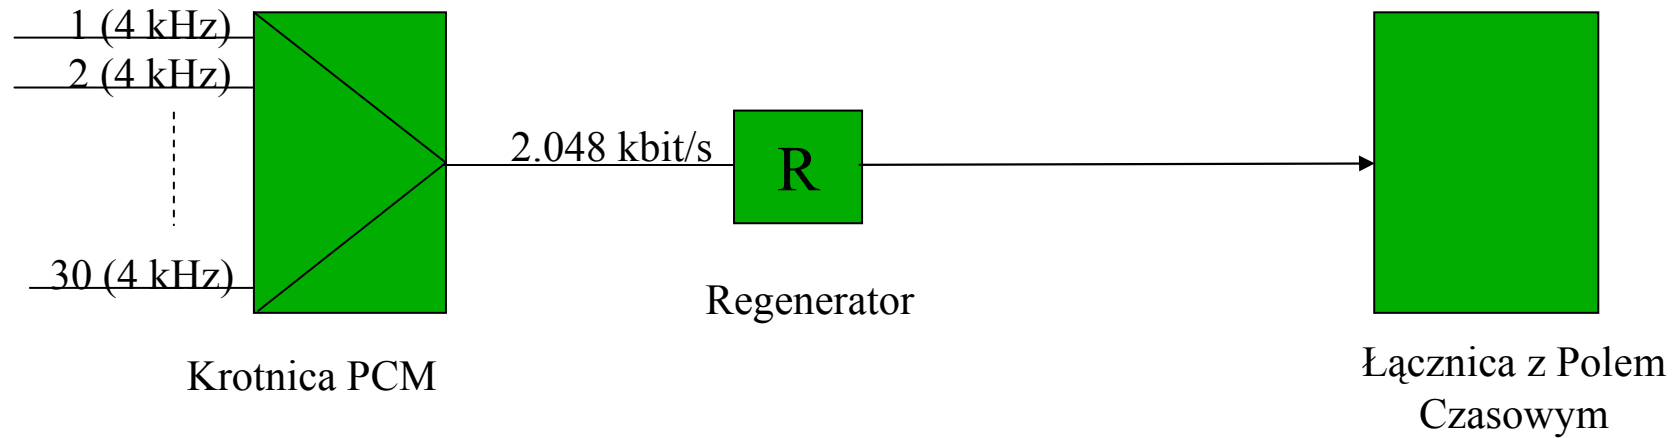 1 (4 kHz)
2 (4 kHz)
30 (4 kHz)
2.048 kbit/s
R
Regenerator
Krotnica PCM
Łącznica z Polem
Czasowym